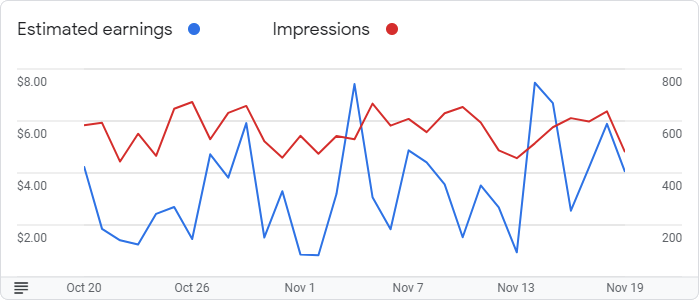 Estimated earnings Impressions
$8.00 800
$6.00 600
$4.00 400
$2.00 200
Oct 20 Oct 26 Nov 1 Nov 7 Nov 13 Nov 19